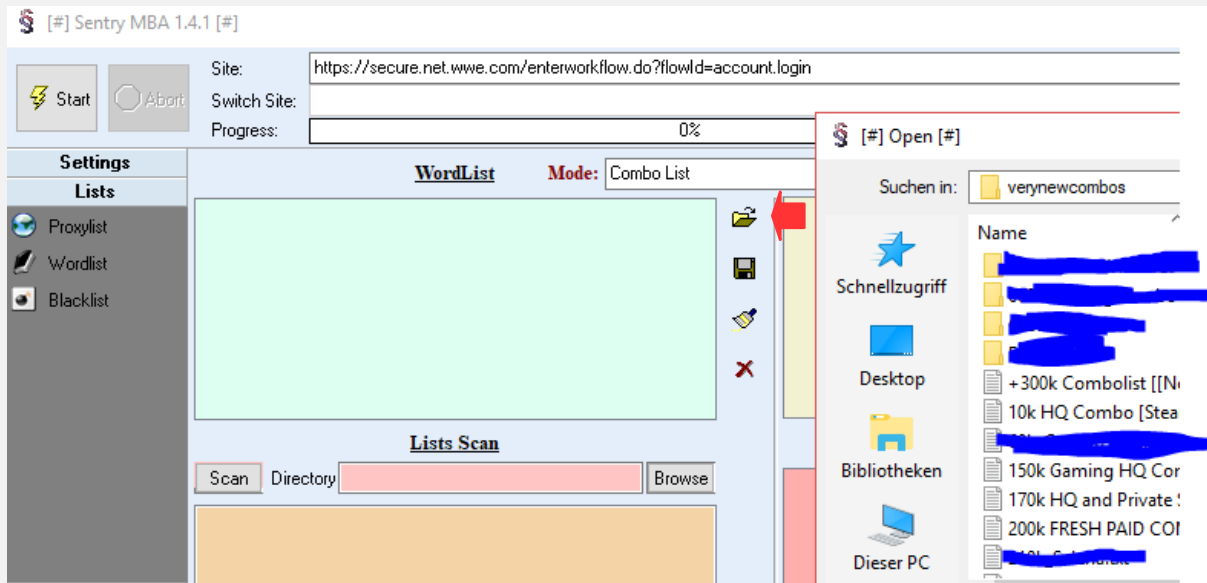 [#] Sentry MBA 1.4.1 [#]
Start
Abort
Site:
https://secure.net.wwe.com/enterworkflow.do?flowId=account.login
Switch Site:
Progress:
0%
Settings
Lists
Proxylist
Wordlist
Blacklist
WordList
Mode:
Combo List
Lists Scan
Scan
Directory
Browse
[#] Open [#]
Suchen in:
verynewcombos
Schnellzugriff
Desktop
Bibliotheken
Dieser PC
Name
+300k Combolist [[N
10k HQ Combo [Stea
150k Gaming HQ Co
170k HQ and Private
200k FRESH PAID CO